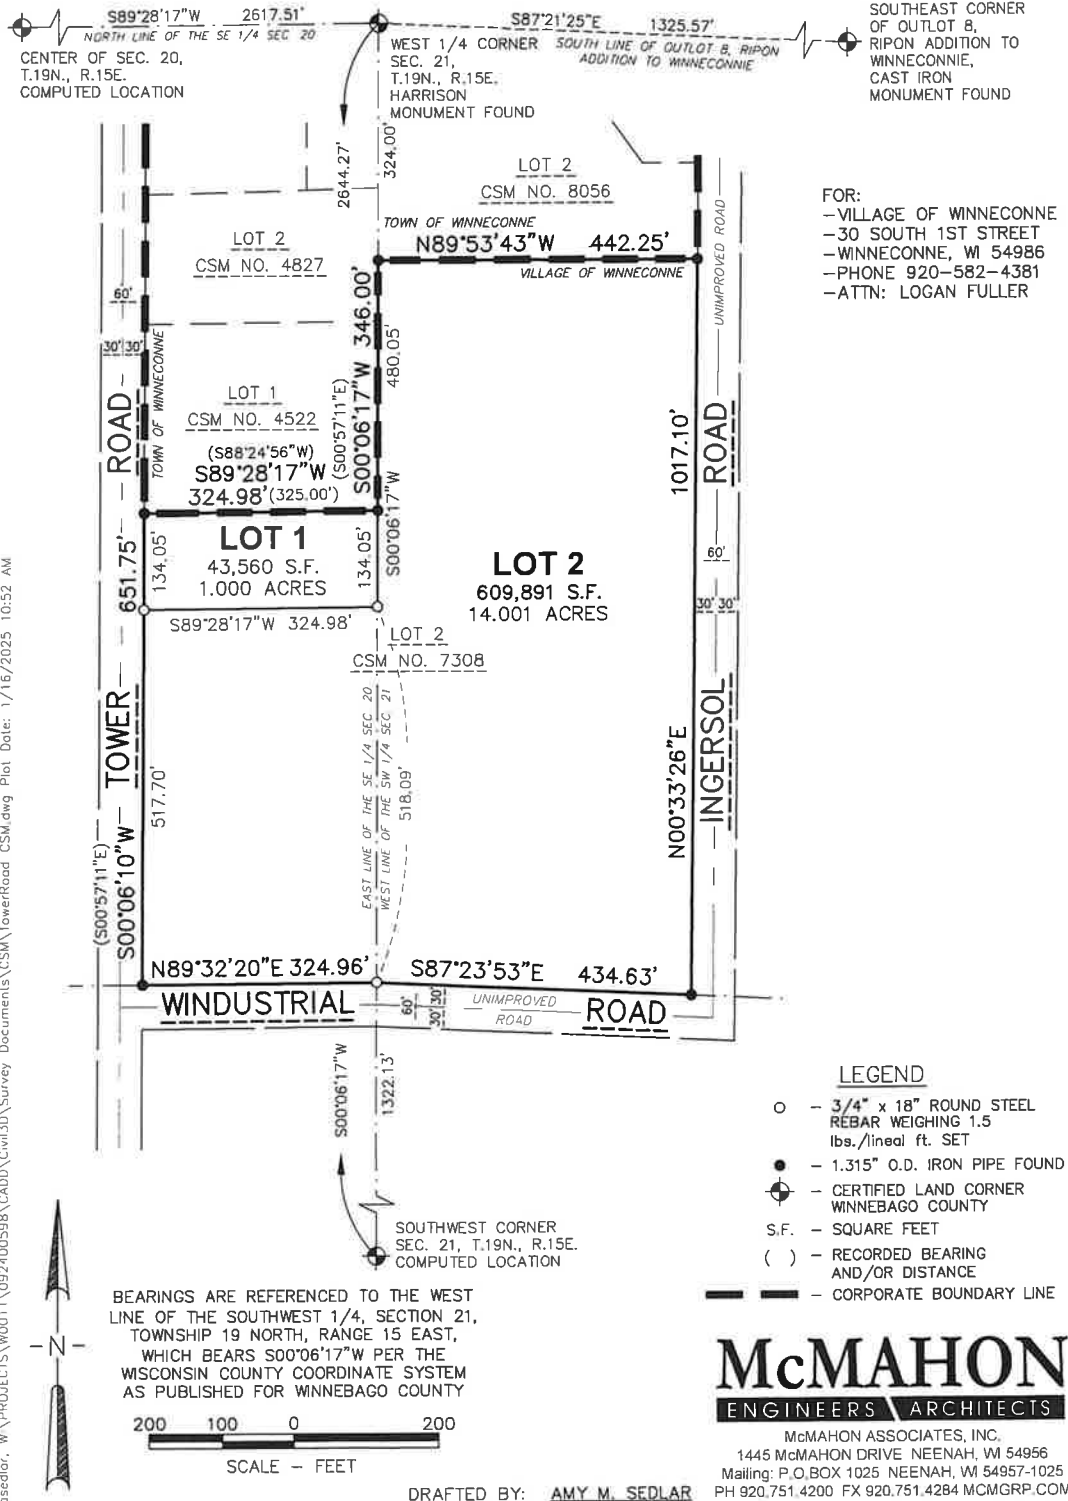 S89°28'17"W 2617.51'
NORTH LINE OF THE SE 1/4 SEC 20
CENTER OF SEC. 20,
T.19N., R.15E.
COMPUTED LOCATION
WEST 1/4 CORNER
SEC. 21,
T.19N., R.15E.
HARRISON
MONUMENT FOUND
S87°21'25"E 1325.57'
SOUTH LINE OF OUTLOT 8, RIPON
ADDITION TO WINNECONNIE
SOUTHEAST CORNER
OF OUTLOT 8,
RIPON ADDITION TO
WINNECONNIE,
CAST IRON
MONUMENT FOUND
2644.27'
324.00'
LOT 2
CSM NO. 8056
FOR:
-VILLAGE OF WINNECONNE
-30 SOUTH 1ST STREET
-WINNECONNE, WI 54986
-PHONE 920-582-4381
-ATTN: LOGAN FULLER
TOWN OF WINNECONNE
N89°53'43"W 442.25'
VILLAGE OF WINNECONNE
LOT 2
CSM NO. 4827
60'
30' 30'
TOWN OF WINNECONNE
LOT 1
CSM NO. 4522
(S88°24'56"W)
S89°28'17"W
324.98' (325.00')
(S00°57'11"E)
S00°06'17"W 346.00'
480.05'
S00°06'17"W
UNIMPROVED ROAD
INGERSOL ROAD
1017.10'
N00°33'26"E
60'
30' 30'
LOT 1
43,560 S.F.
1.000 ACRES
134.05'
134.05'
S89°28'17"W 324.98'
LOT 2
609,891 S.F.
14.001 ACRES
LOT 2
CSM NO. 7308
TOWER ROAD
651.75'
S00°06'10"W
(S00°57'11"E)
517.70'
EAST LINE OF THE SE 1/4 SEC 20
WEST LINE OF THE SW 1/4 SEC 21
518.09'
N89°32'20"E 324.96'
S87°23'53"E 434.63'
WINDUSTRIAL ROAD
60'
30' 30'
UNIMPROVED
ROAD
S00°06'17"W
1322.13'
SOUTHWEST CORNER
SEC. 21, T.19N., R.15E.
COMPUTED LOCATION
LEGEND
○ - 3/4" x 18" ROUND STEEL
REBAR WEIGHING 1.5
lbs./lineal ft. SET
● - 1.315" O.D. IRON PIPE FOUND
- CERTIFIED LAND CORNER
WINNEBAGO COUNTY
S.F. - SQUARE FEET
( ) - RECORDED BEARING
AND/OR DISTANCE
- CORPORATE BOUNDARY LINE
-N-
BEARINGS ARE REFERENCED TO THE WEST
LINE OF THE SOUTHWEST 1/4, SECTION 21,
TOWNSHIP 19 NORTH, RANGE 15 EAST,
WHICH BEARS S00°06'17"W PER THE
WISCONSIN COUNTY COORDINATE SYSTEM
AS PUBLISHED FOR WINNEBAGO COUNTY
200 100 0 200
SCALE - FEET
McMAHON
ENGINEERS ARCHITECTS
McMAHON ASSOCIATES, INC.
1445 McMAHON DRIVE NEENAH, WI 54956
Mailing: P.O.BOX 1025 NEENAH, WI 54957-1025
PH 920.751.4200 FX 920.751.4284 MCMGRP.COM
DRAFTED BY: AMY M. SEDLAR
CSM\TowerRoad CSM.dwg Plot Date: 1/16/2025 10:52 AM